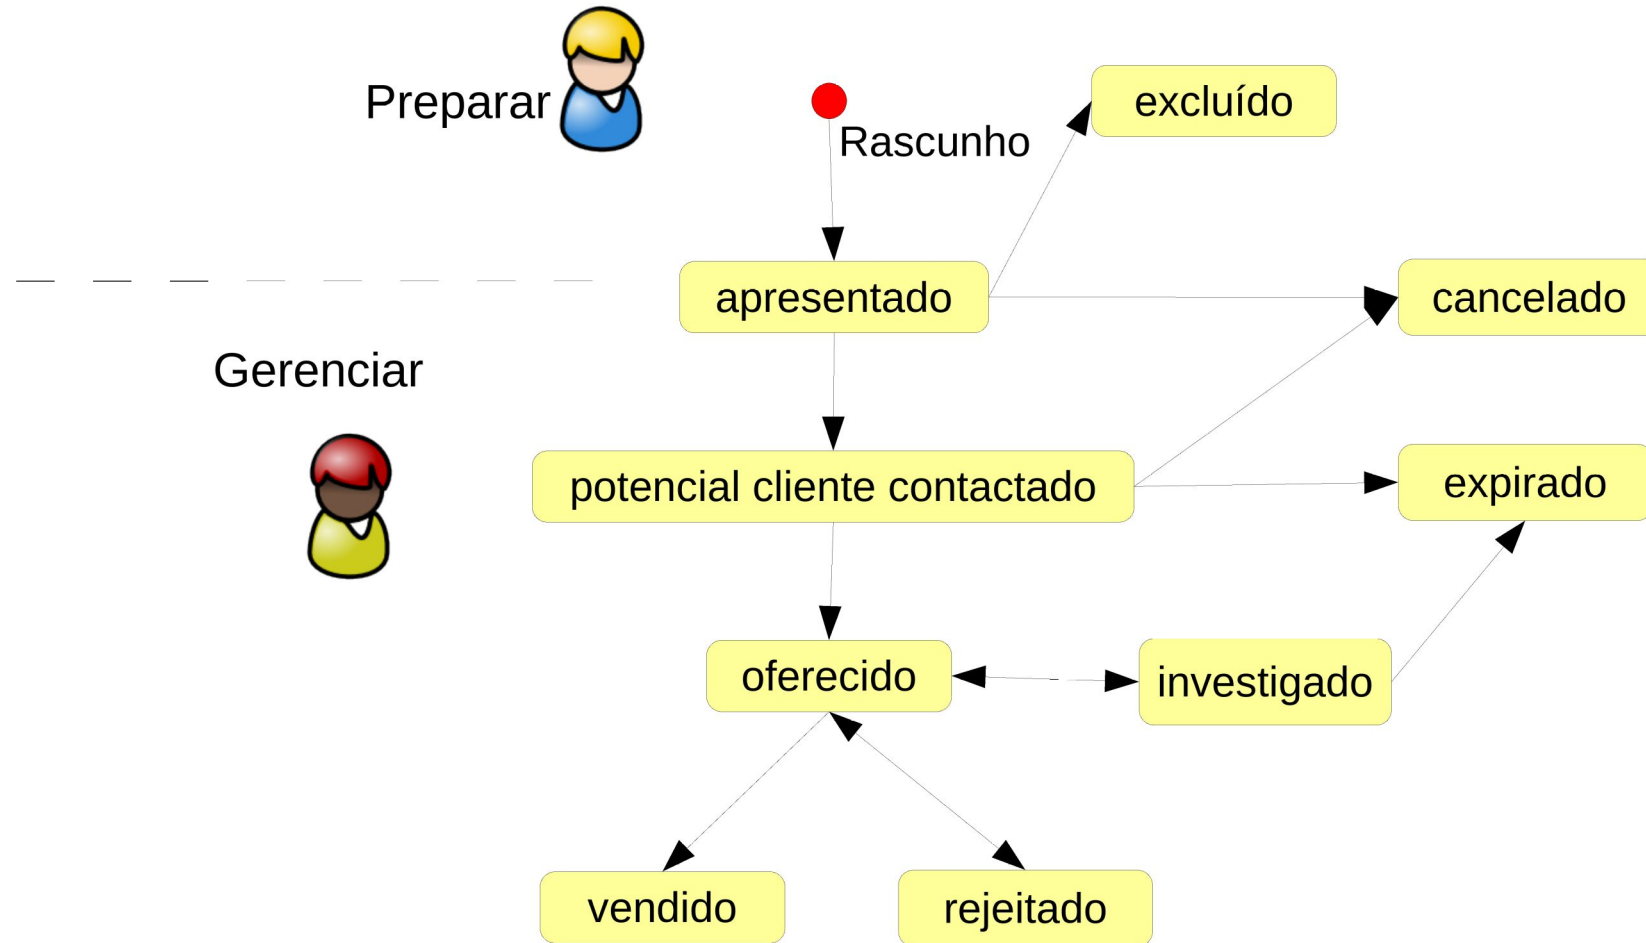 Preparar
excluído
Rascunho
apresentado
cancelado
Gerenciar
potencial cliente contactado
expirado
oferecido
investigado
vendido
rejeitado